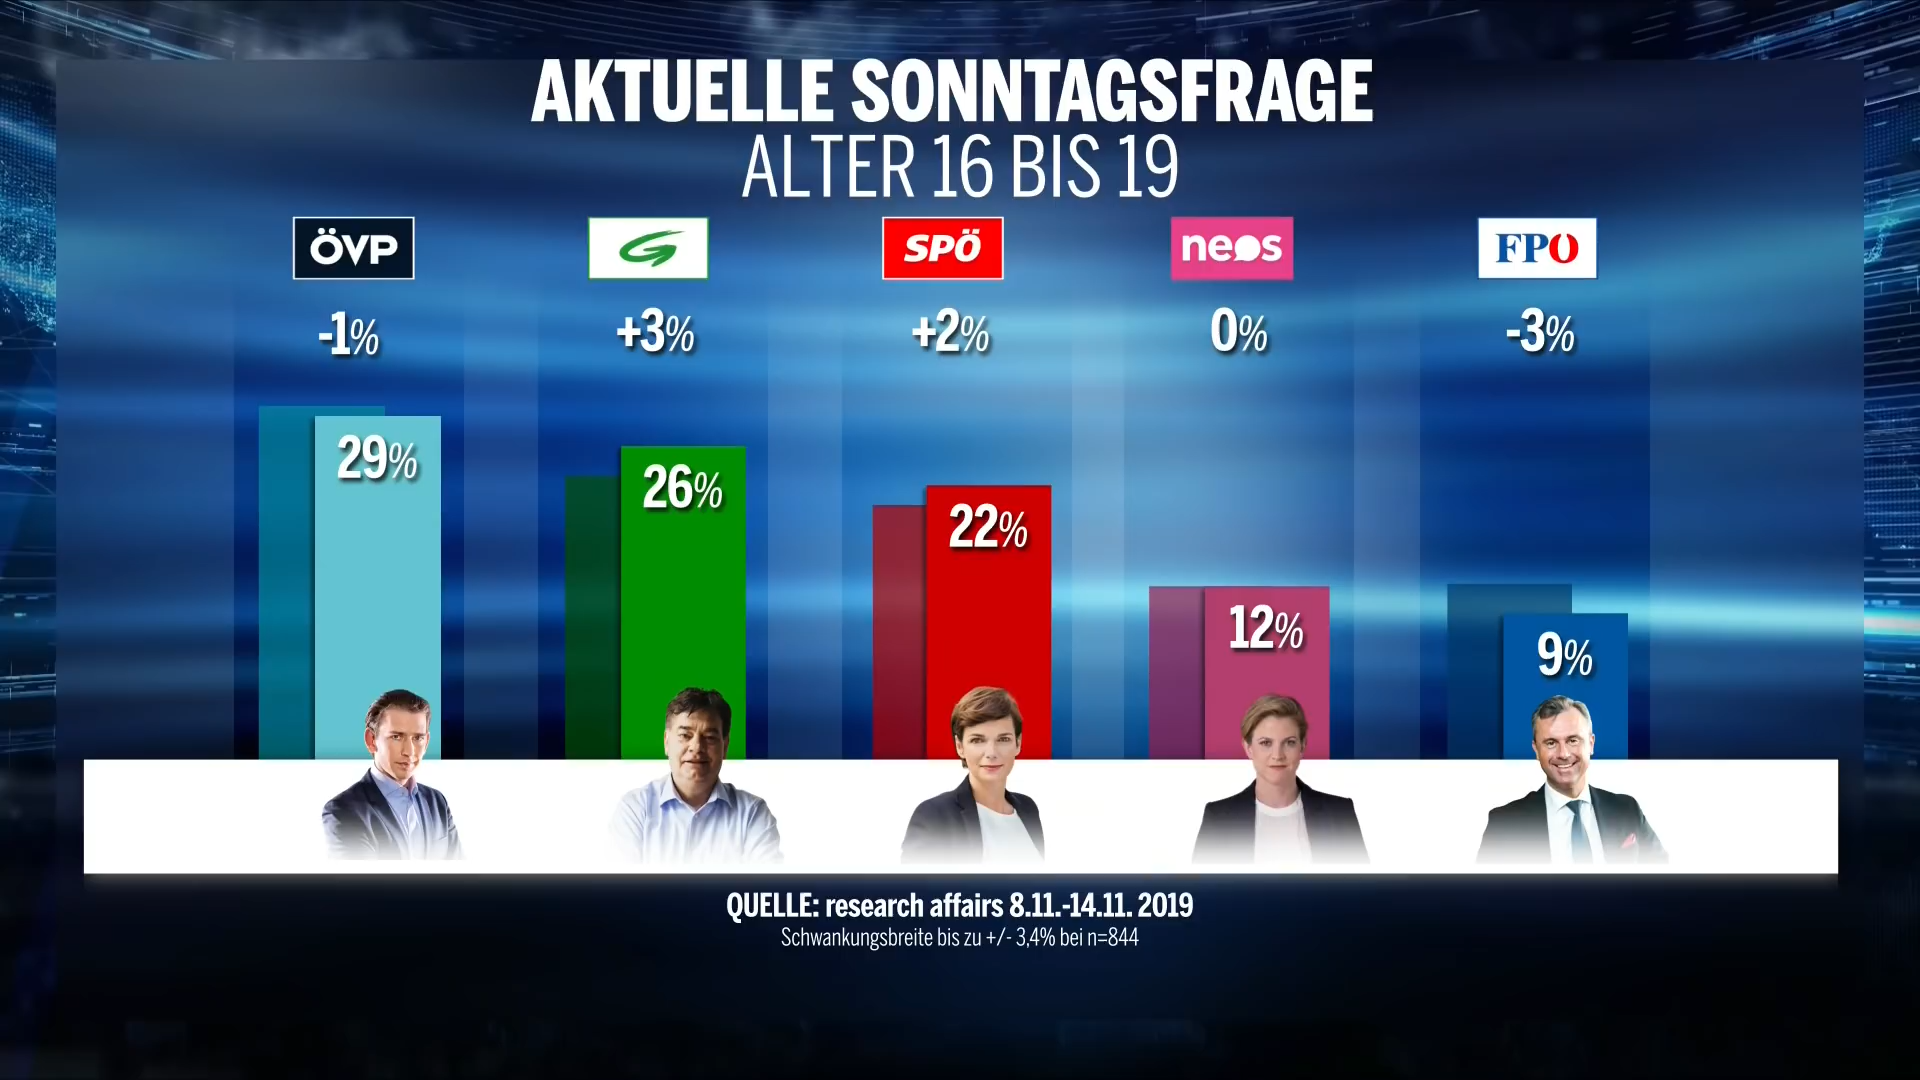 AKTUELLE SONNTAGSFRAGE
ALTER 16 BIS 19
ÖVP G SPÖ neos FPÖ
-1% +3% +2% 0% -3%
29% 26% 22% 12% 9%
QUELLE: research affairs 8.11.-14.11. 2019
Schwankungsbreite bis zu +/- 3,4% bei n=844